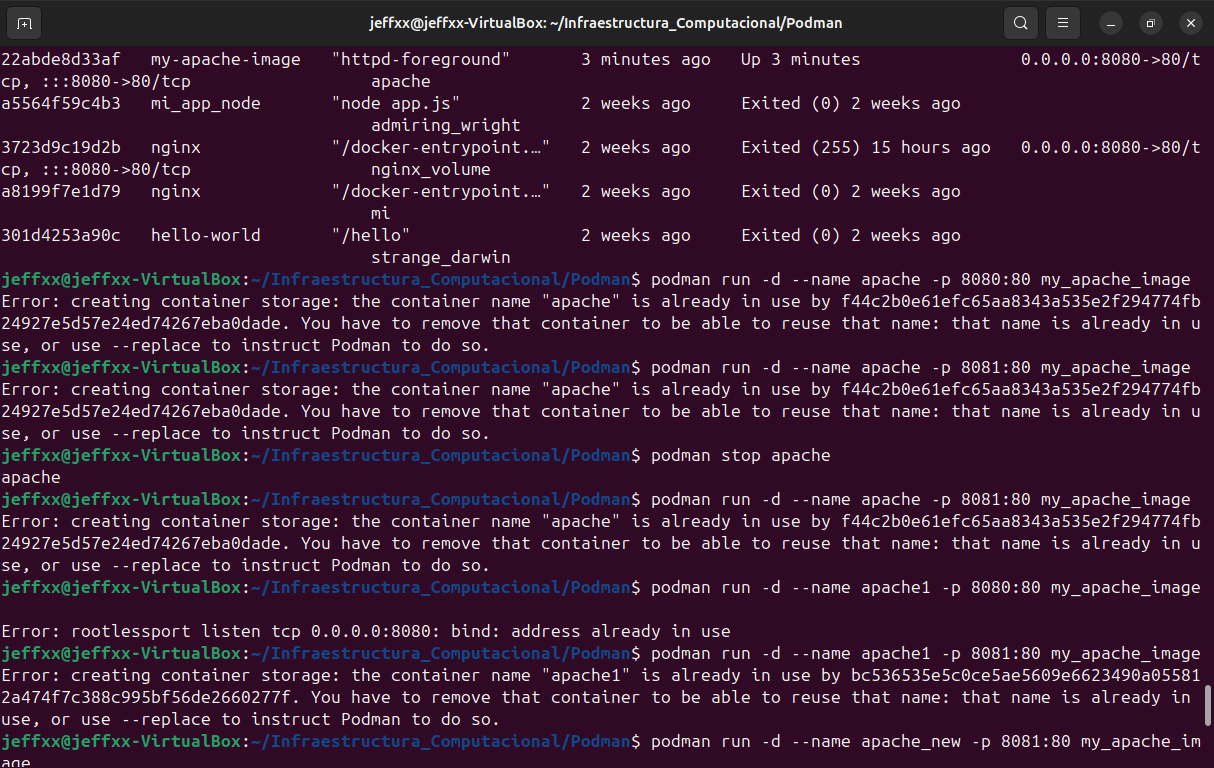 jeffxx@jeffxx-VirtualBox: ~/Infraestructura_Computacional/Podman
22abde8d33af   my-apache-image   "httpd-foreground"       3 minutes ago   Up 3 minutes                0.0.0.0:8080->80/t
cp, :::8080->80/tcp                  apache
a5564f59c4b3   mi_app_node       "node app.js"            2 weeks ago     Exited (0) 2 weeks ago
                                     admiring_wright
3723d9c19d2b   nginx             "/docker-entrypoint.…"   2 weeks ago     Exited (255) 15 hours ago   0.0.0.0:8080->80/t
cp, :::8080->80/tcp                  nginx_volume
a8199f7e1d79   nginx             "/docker-entrypoint.…"   2 weeks ago     Exited (0) 2 weeks ago
                                     mi
301d4253a90c   hello-world       "/hello"                 2 weeks ago     Exited (0) 2 weeks ago
                                     strange_darwin
jeffxx@jeffxx-VirtualBox:~/Infraestructura_Computacional/Podman$ podman run -d --name apache -p 8080:80 my_apache_image
Error: creating container storage: the container name "apache" is already in use by f44c2b0e61efc65aa8343a535e2f294774fb
24927e5d57e24ed74267eba0dade. You have to remove that container to be able to reuse that name: that name is already in u
se, or use --replace to instruct Podman to do so.
jeffxx@jeffxx-VirtualBox:~/Infraestructura_Computacional/Podman$ podman run -d --name apache -p 8081:80 my_apache_image
Error: creating container storage: the container name "apache" is already in use by f44c2b0e61efc65aa8343a535e2f294774fb
24927e5d57e24ed74267eba0dade. You have to remove that container to be able to reuse that name: that name is already in u
se, or use --replace to instruct Podman to do so.
jeffxx@jeffxx-VirtualBox:~/Infraestructura_Computacional/Podman$ podman stop apache
apache
jeffxx@jeffxx-VirtualBox:~/Infraestructura_Computacional/Podman$ podman run -d --name apache -p 8081:80 my_apache_image
Error: creating container storage: the container name "apache" is already in use by f44c2b0e61efc65aa8343a535e2f294774fb
24927e5d57e24ed74267eba0dade. You have to remove that container to be able to reuse that name: that name is already in u
se, or use --replace to instruct Podman to do so.
jeffxx@jeffxx-VirtualBox:~/Infraestructura_Computacional/Podman$ podman run -d --name apache1 -p 8080:80 my_apache_image
Error: rootlessport listen tcp 0.0.0.0:8080: bind: address already in use
jeffxx@jeffxx-VirtualBox:~/Infraestructura_Computacional/Podman$ podman run -d --name apache1 -p 8081:80 my_apache_image
Error: creating container storage: the container name "apache1" is already in use by bc536535e5c0ce5ae5609e6623490a05581
2a474f7c388c995bf56de2660277f. You have to remove that container to be able to reuse that name: that name is already in
use, or use --replace to instruct Podman to do so.
jeffxx@jeffxx-VirtualBox:~/Infraestructura_Computacional/Podman$ podman run -d --name apache_new -p 8081:80 my_apache_im
age